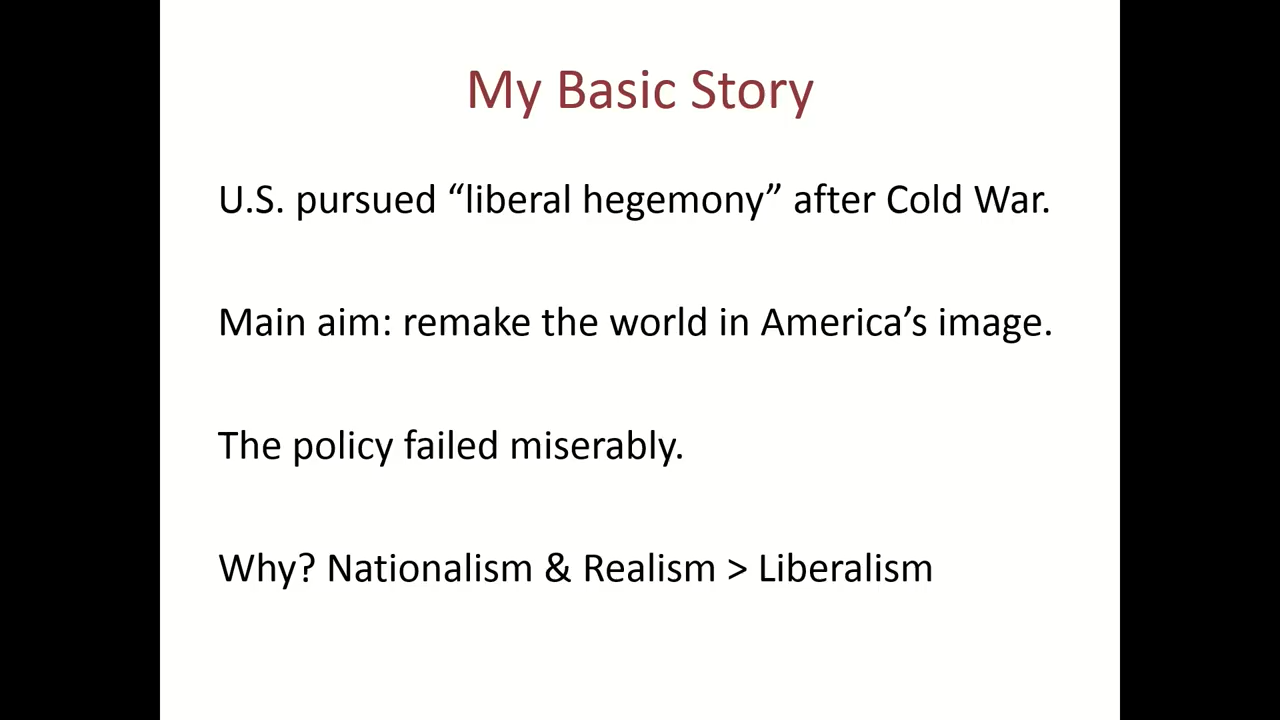 My Basic Story
U.S. pursued “liberal hegemony” after Cold War.
Main aim: remake the world in America’s image.
The policy failed miserably.
Why? Nationalism & Realism > Liberalism